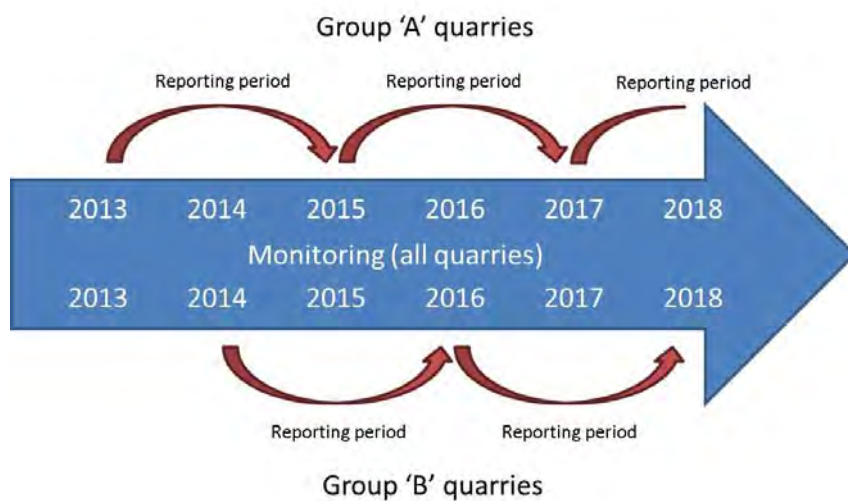 Group ‘A’ quarries
Reporting period Reporting period Reporting period
2013 2014 2015 2016 2017 2018
Monitoring (all quarries)
2013 2014 2015 2016 2017 2018
Reporting period Reporting period
Group ‘B’ quarries